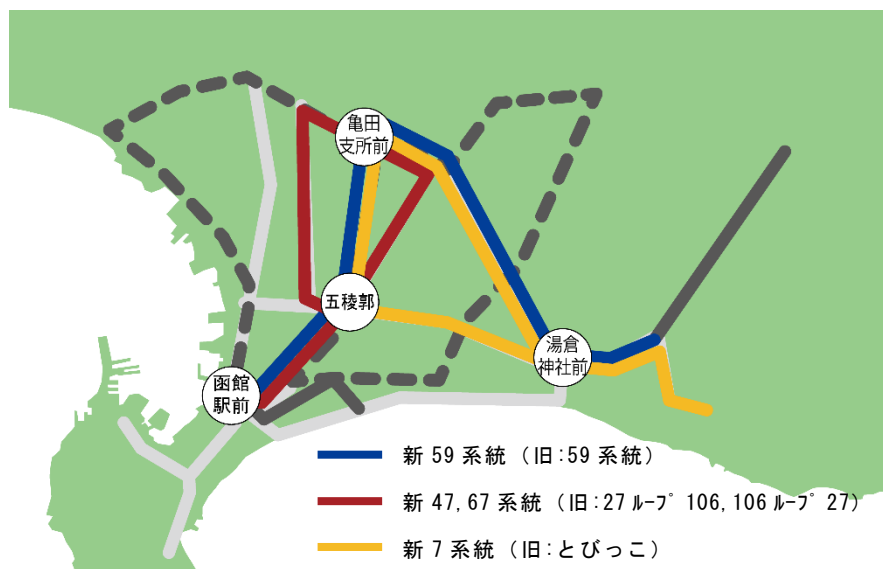 亀田
支所前
五稜郭
湯倉
神社前
函館
駅前
新 59 系統（旧：59 系統）
新 47, 67 系統（旧：27 ﾙｰﾌﾟ 106, 106 ﾙｰﾌﾟ 27）
新 7 系統（旧：とびっこ）